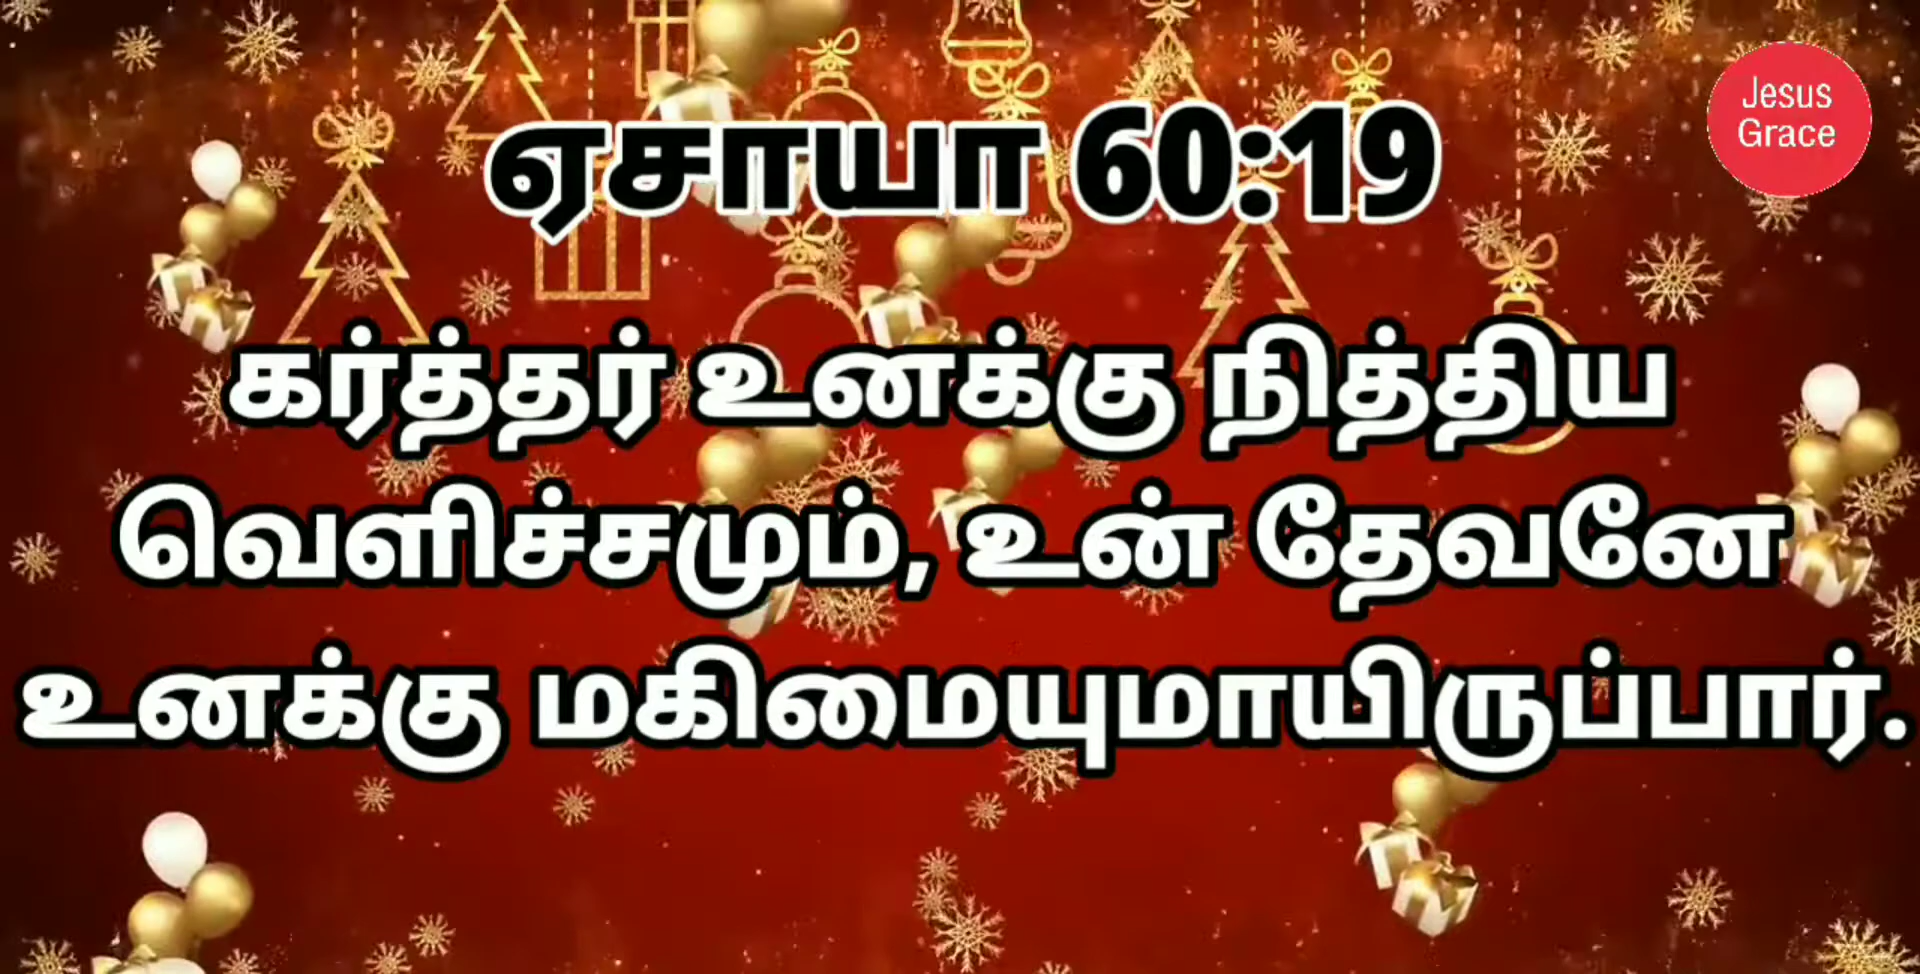 Jesus
Grace
ஏசாயா 60:19
கர்த்தர் உனக்கு நித்திய
வெளிச்சமும், உன் தேவனே
உனக்கு மகிமையுமாயிருப்பார்.